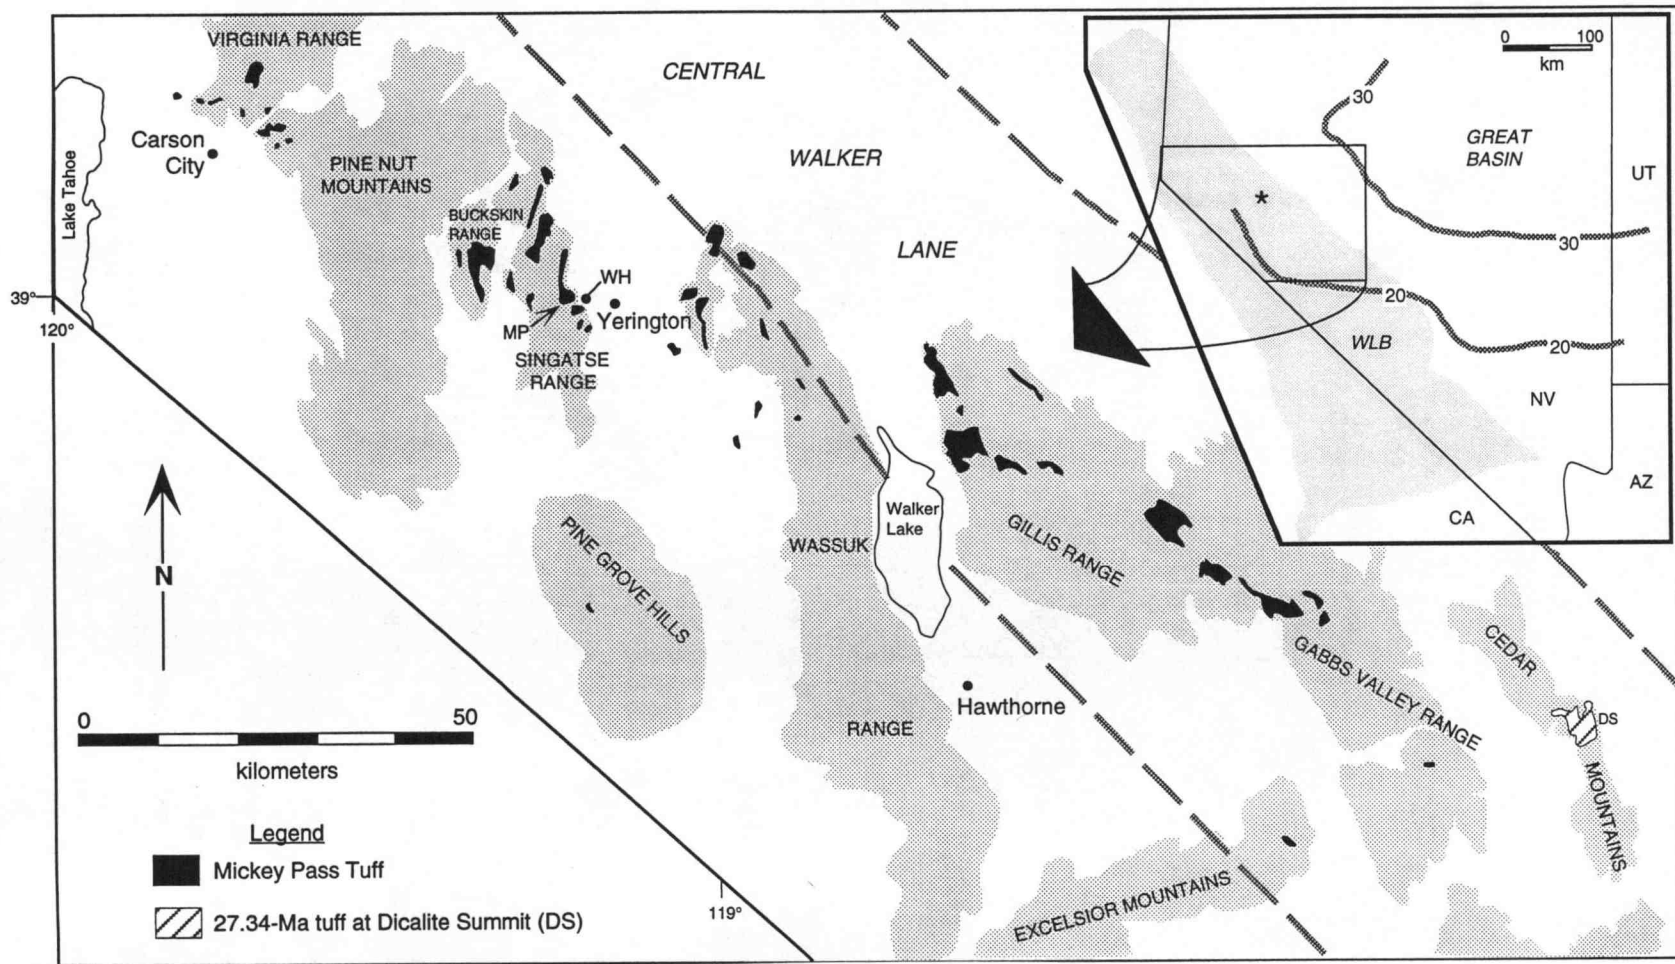 VIRGINIA RANGE
CENTRAL
WALKER
LANE
Carson
City
Lake Tahoe
PINE NUT
MOUNTAINS
BUCKSKIN
RANGE
WH
Yerington
MP
SINGATSE
RANGE
39°
120°
N
PINE GROVE HILLS
WASSUK
RANGE
Walker
Lake
GILLIS RANGE
Hawthorne
GABBS VALLEY RANGE
CEDAR
MOUNTAINS
DS
EXCELSIOR MOUNTAINS
119°
0 50
kilometers
Legend
Mickey Pass Tuff
27.34-Ma tuff at Dicalite Summit (DS)
0 100
km
30
GREAT
BASIN
UT
*
30
20
WLB
20
NV
AZ
CA